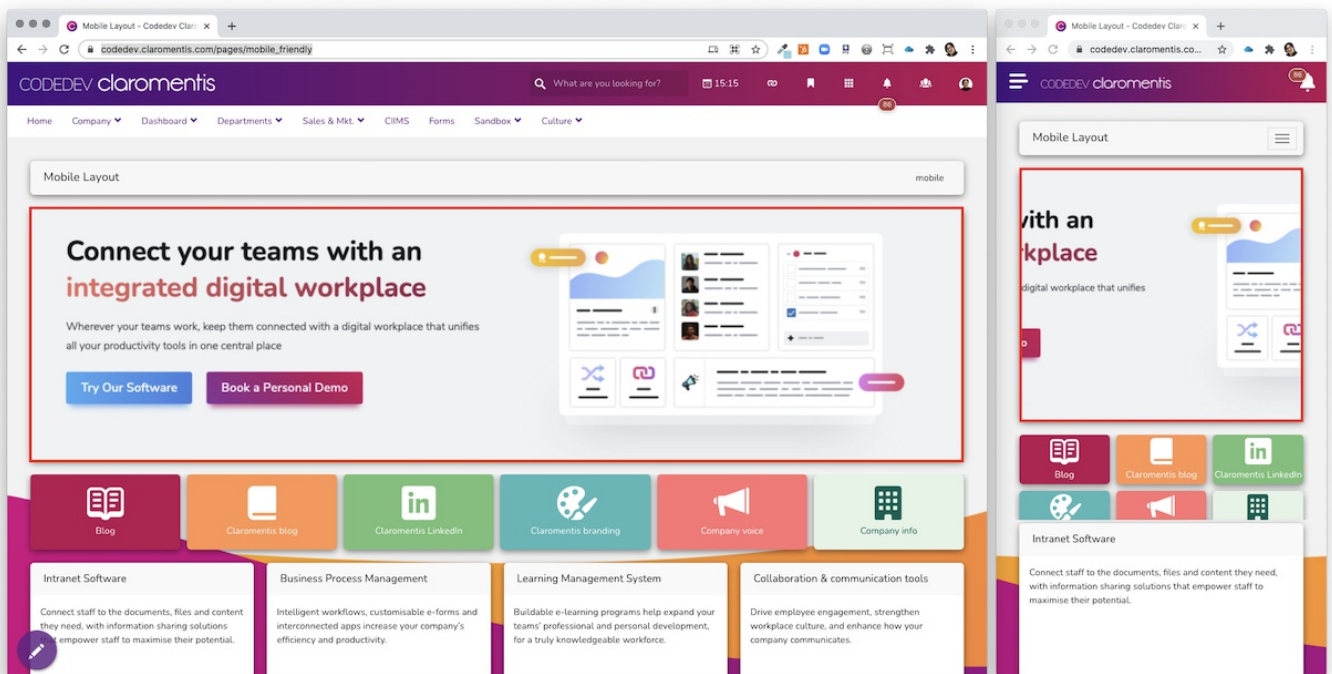 Mobile Layout - Codedev Clar
codedev.claromentis.com/pages/mobile_friendly
CODEDEV claromentis
What are you looking for?
15:15
86
Home Company Dashboard Departments Sales & Mkt. CIIMS Forms Sandbox Culture
Mobile Layout mobile
Connect your teams with an
integrated digital workplace
Wherever your teams work, keep them connected with a digital workplace that unifies
all your productivity tools in one central place
Try Our Software Book a Personal Demo
Blog
Claromentis blog
Claromentis LinkedIn
Claromentis branding
Company voice
Company info
Intranet Software
Connect staff to the documents, files and content
they need, with information sharing solutions
that empower staff to maximise their potential.
Business Process Management
Intelligent workflows, customisable e-forms and
interconnected apps increase your company's
efficiency and productivity.
Learning Management System
Buildable e-learning programs help expand your
teams' professional and personal development,
for a truly knowledgeable workforce.
Collaboration & communication tools
Drive employee engagement, strengthen
workplace culture, and enhance how your
company communicates.
Mobile Layout - Codedev Claro
codedev.claromentis.co...
CODEDEV claromentis
86
Mobile Layout
with an
kplace
digital workplace that unifies
o
Blog
Claromentis blog
Claromentis LinkedIn
Intranet Software
Connect staff to the documents, files and content they need,
with information sharing solutions that empower staff to
maximise their potential.